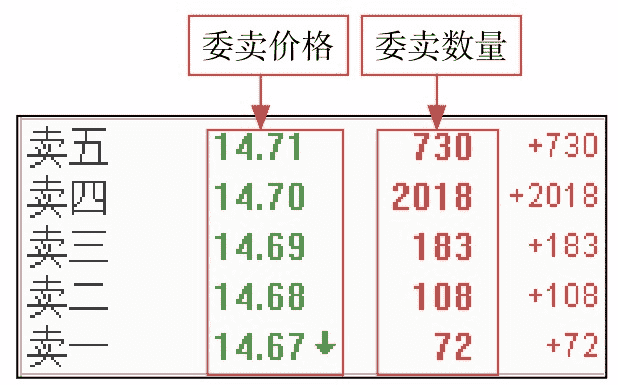 委卖价格 委卖数量
卖五 14.71 730 +730
卖四 14.70 2018 +2018
卖三 14.69 183 +183
卖二 14.68 108 +108
卖一 14.67↓ 72 +72